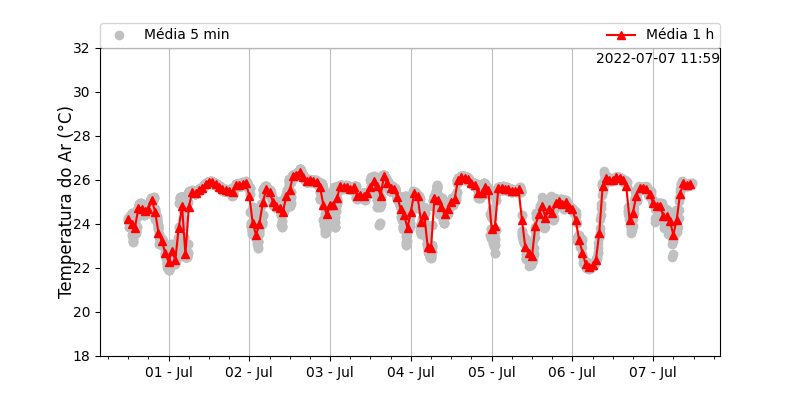 Média 5 min
Média 1 h
2022-07-07 11:59
Temperatura do Ar (°C)
32
30
28
26
24
22
20
18
01 - Jul
02 - Jul
03 - Jul
04 - Jul
05 - Jul
06 - Jul
07 - Jul